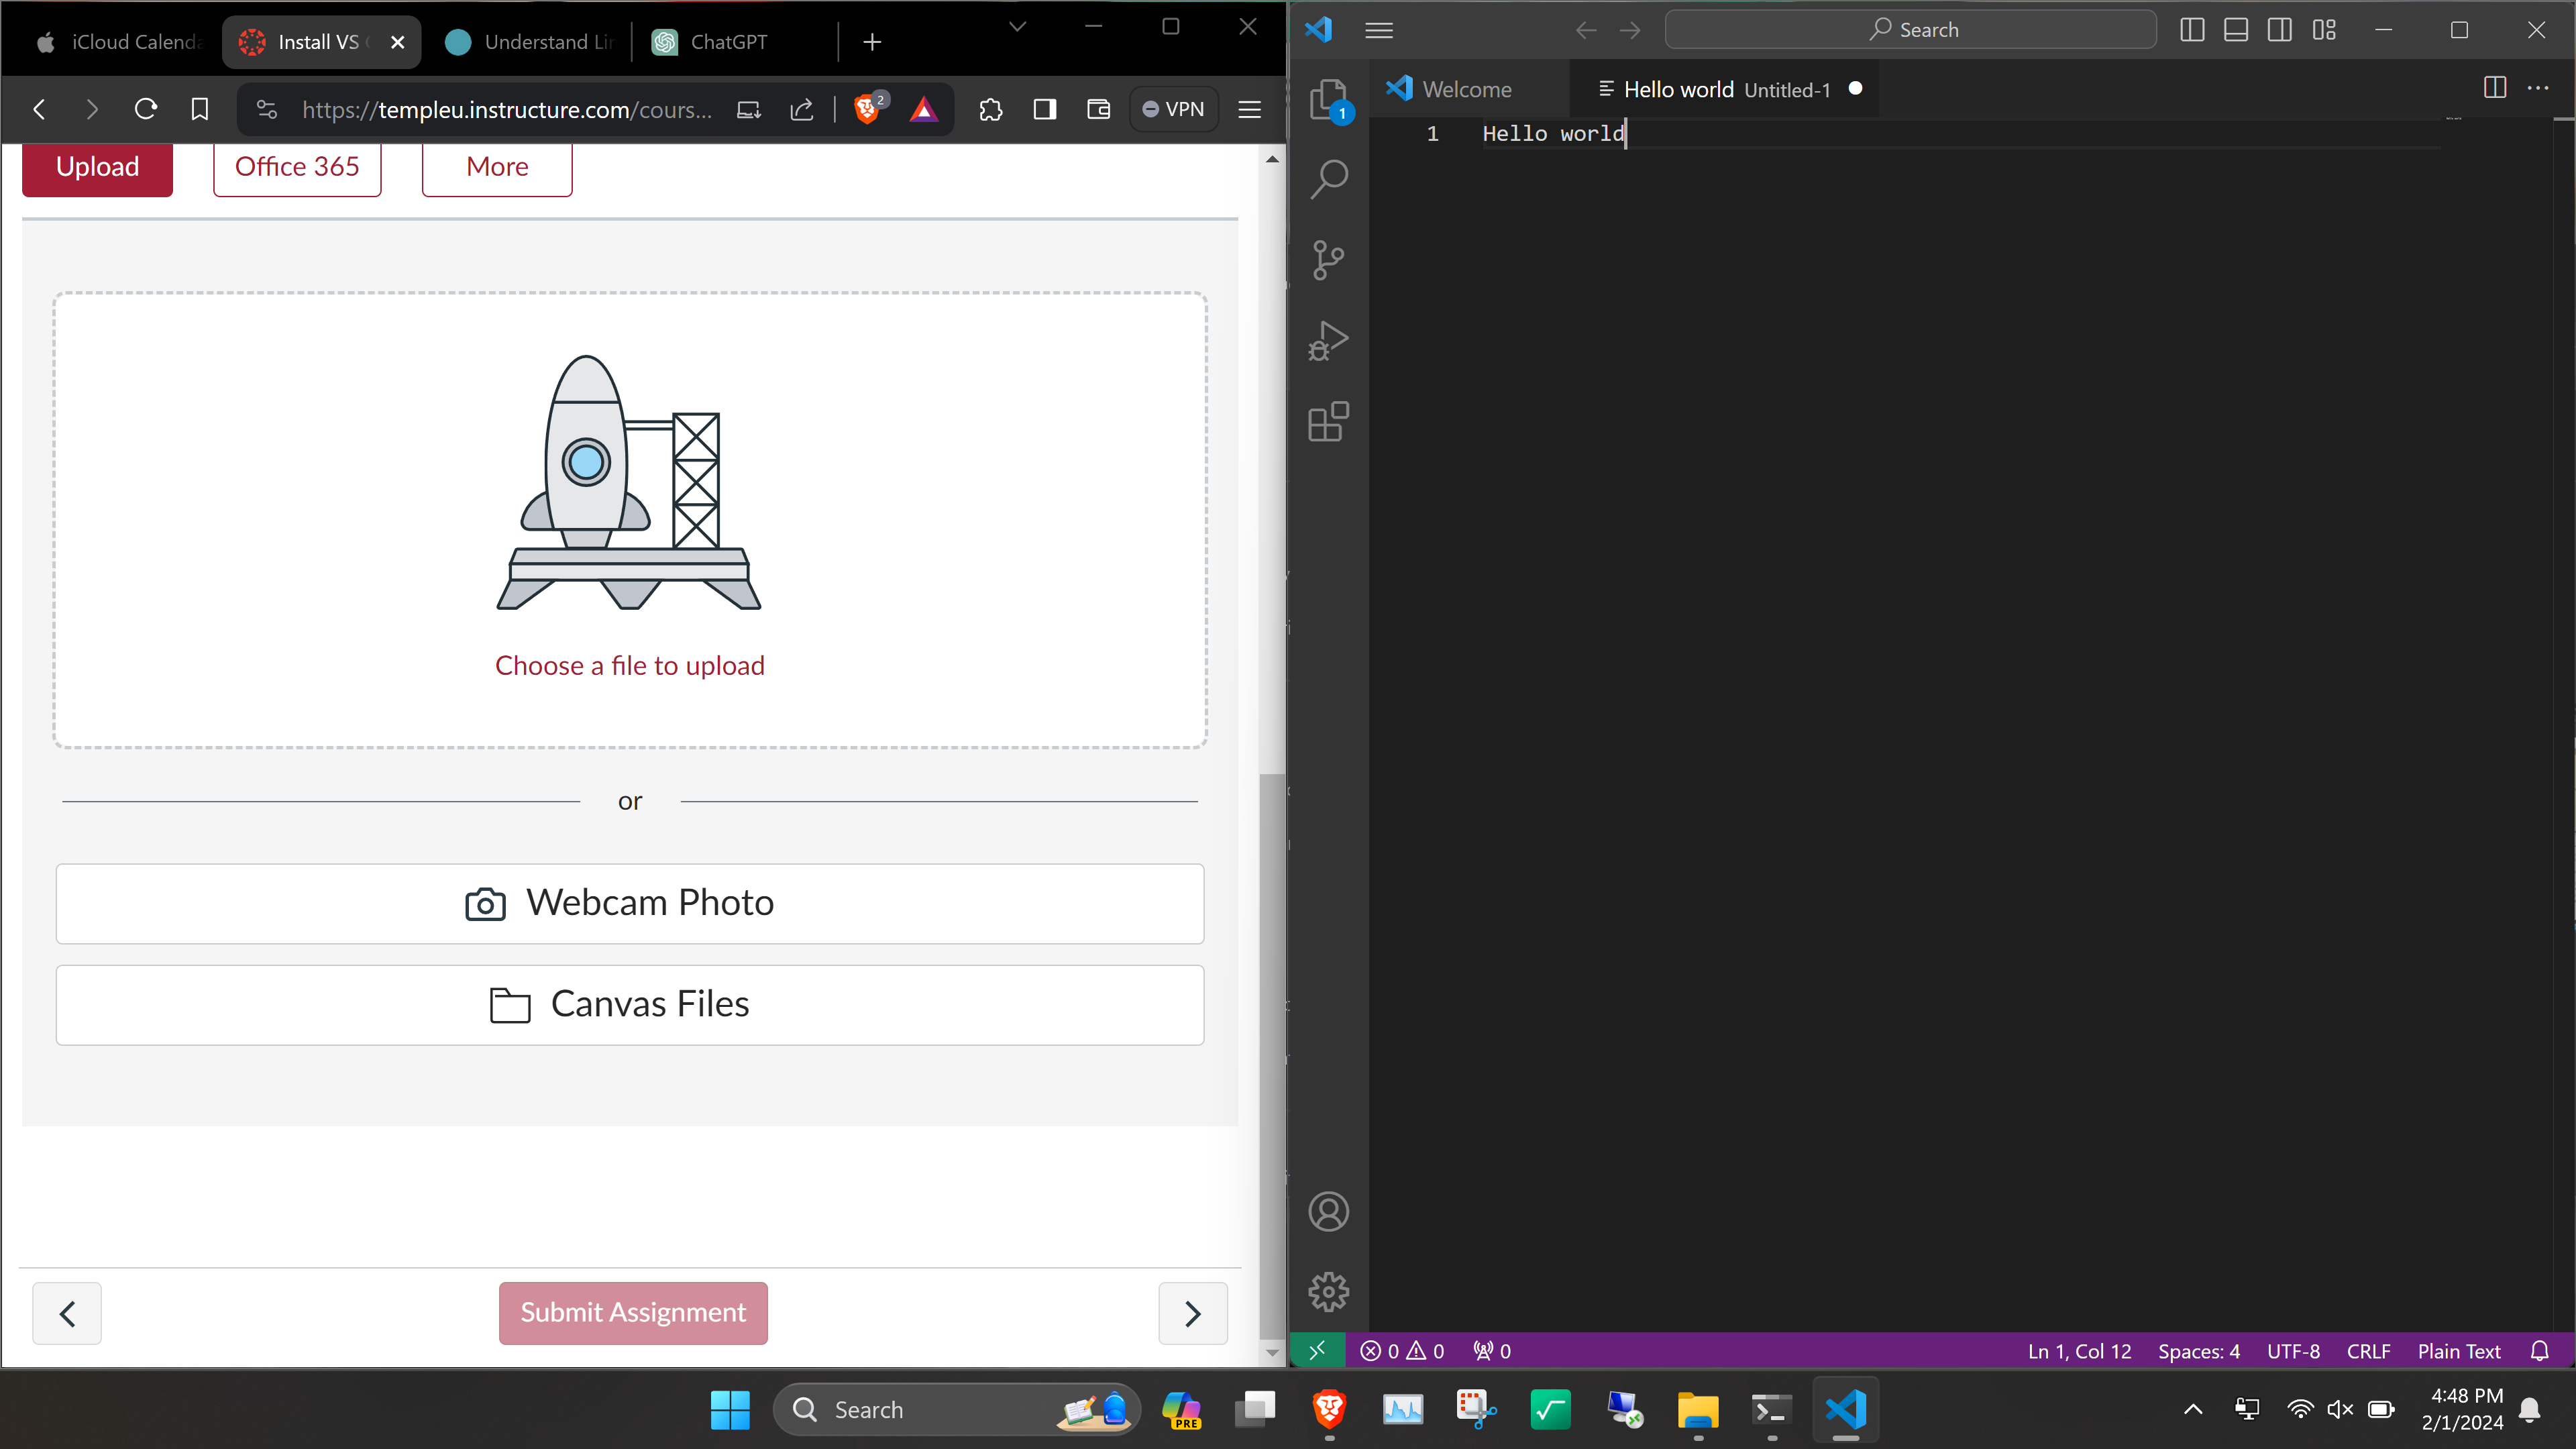 iCloud Calenda
Install VS
Understand Lin
ChatGPT
https://templeu.instructure.com/cours...
2
VPN
Upload
Office 365
More
Choose a file to upload
or
Webcam Photo
Canvas Files
Submit Assignment
Search
Welcome
Hello world Untitled-1
1
1 Hello world
0 0 0
Ln 1, Col 12 Spaces: 4 UTF-8 CRLF Plain Text
Search
PRE
4:48 PM
2/1/2024